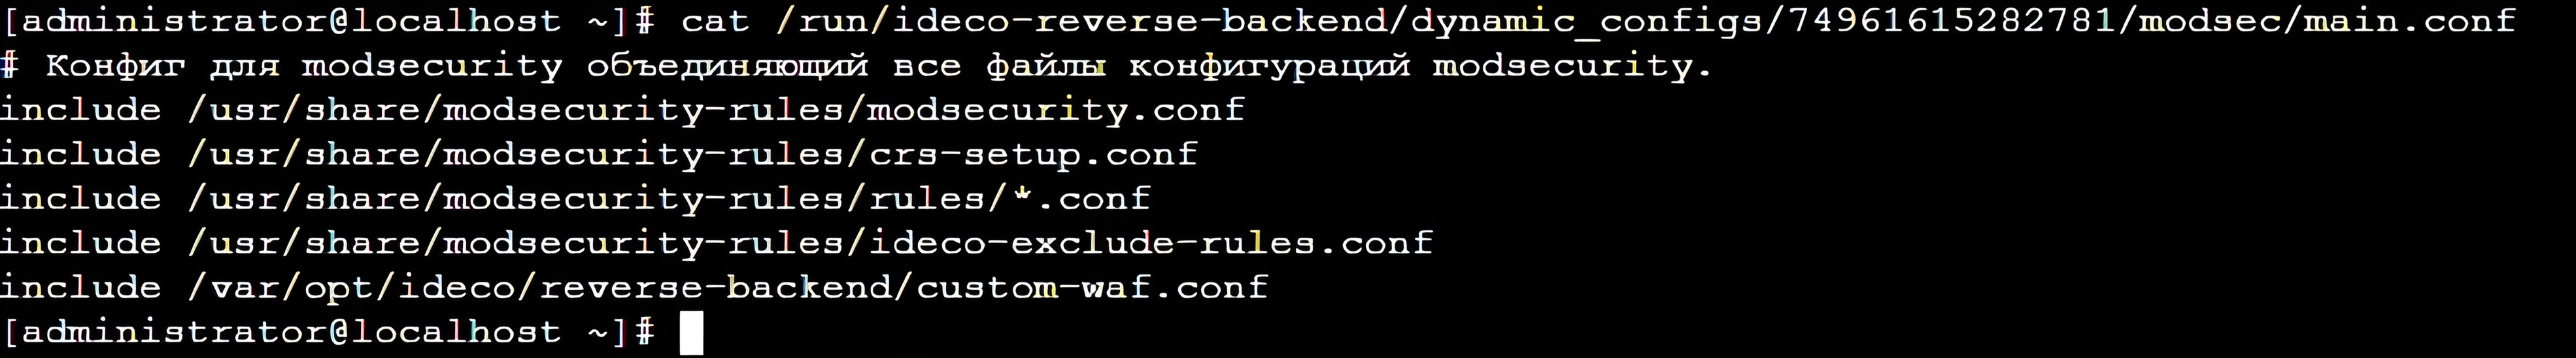 [administrator@localhost ~]# cat /run/ideco-reverse-backend/dynamic_configs/74961615282781/modsec/main.conf
# Конфиг для modsecurity объединяющий все файлы конфигураций modsecurity.
include /usr/share/modsecurity-rules/modsecurity.conf
include /usr/share/modsecurity-rules/crs-setup.conf
include /usr/share/modsecurity-rules/rules/*.conf
include /usr/share/modsecurity-rules/ideco-exclude-rules.conf
include /var/opt/ideco/reverse-backend/custom-waf.conf
[administrator@localhost ~]#